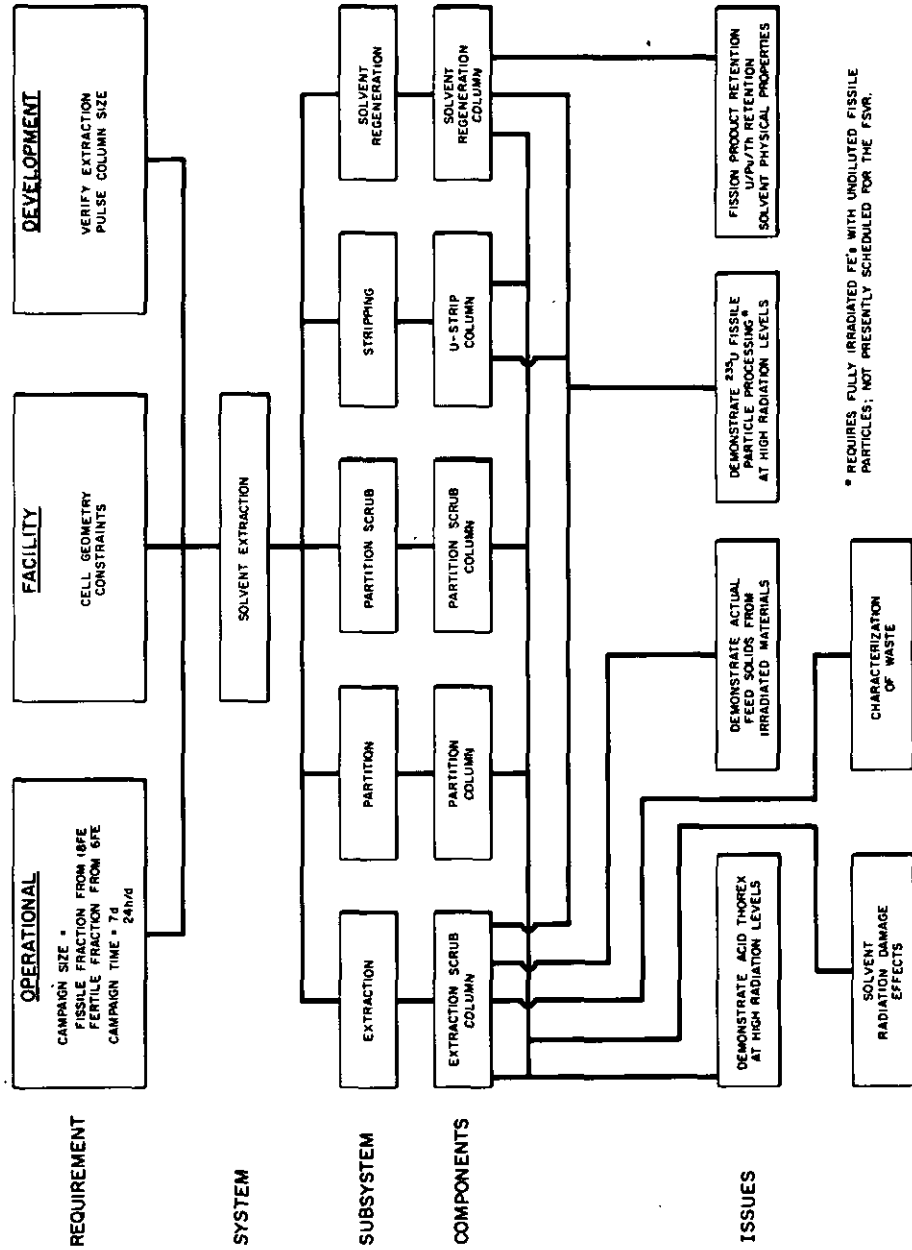 REQUIREMENT
OPERATIONAL
CAMPAIGN SIZE =
FISSILE FRACTION FROM 18FE
FERTILE FRACTION FROM 6FE
CAMPAIGN TIME = 7d
24h/d
FACILITY
CELL GEOMETRY
CONSTRAINTS
DEVELOPMENT
VERIFY EXTRACTION
PULSE COLUMN SIZE
SYSTEM
SOLVENT EXTRACTION
SUBSYSTEM
EXTRACTION
PARTITION
PARTITION SCRUB
STRIPPING
SOLVENT
REGENERATION
COMPONENTS
EXTRACTION SCRUB
COLUMN
PARTITION
COLUMN
PARTITION SCRUB
COLUMN
U-STRIP
COLUMN
SOLVENT
REGENERATION
COLUMN
ISSUES
DEMONSTRATE ACID THOREX
AT HIGH RADIATION LEVELS
DEMONSTRATE ACTUAL
FEED SOLIDS FROM
IRRADIATED MATERIALS
DEMONSTRATE ²³⁵U FISSILE
PARTICLE PROCESSING*
AT HIGH RADIATION LEVELS
FISSION PRODUCT RETENTION
U/Pu/Th RETENTION
SOLVENT PHYSICAL PROPERTIES
SOLVENT
RADIATION DAMAGE
EFFECTS
CHARACTERIZATION
OF WASTE
* REQUIRES FULLY IRRADIATED FE's WITH UNDILUTED FISSILE
PARTICLES; NOT PRESENTLY SCHEDULED FOR THE FSVR.